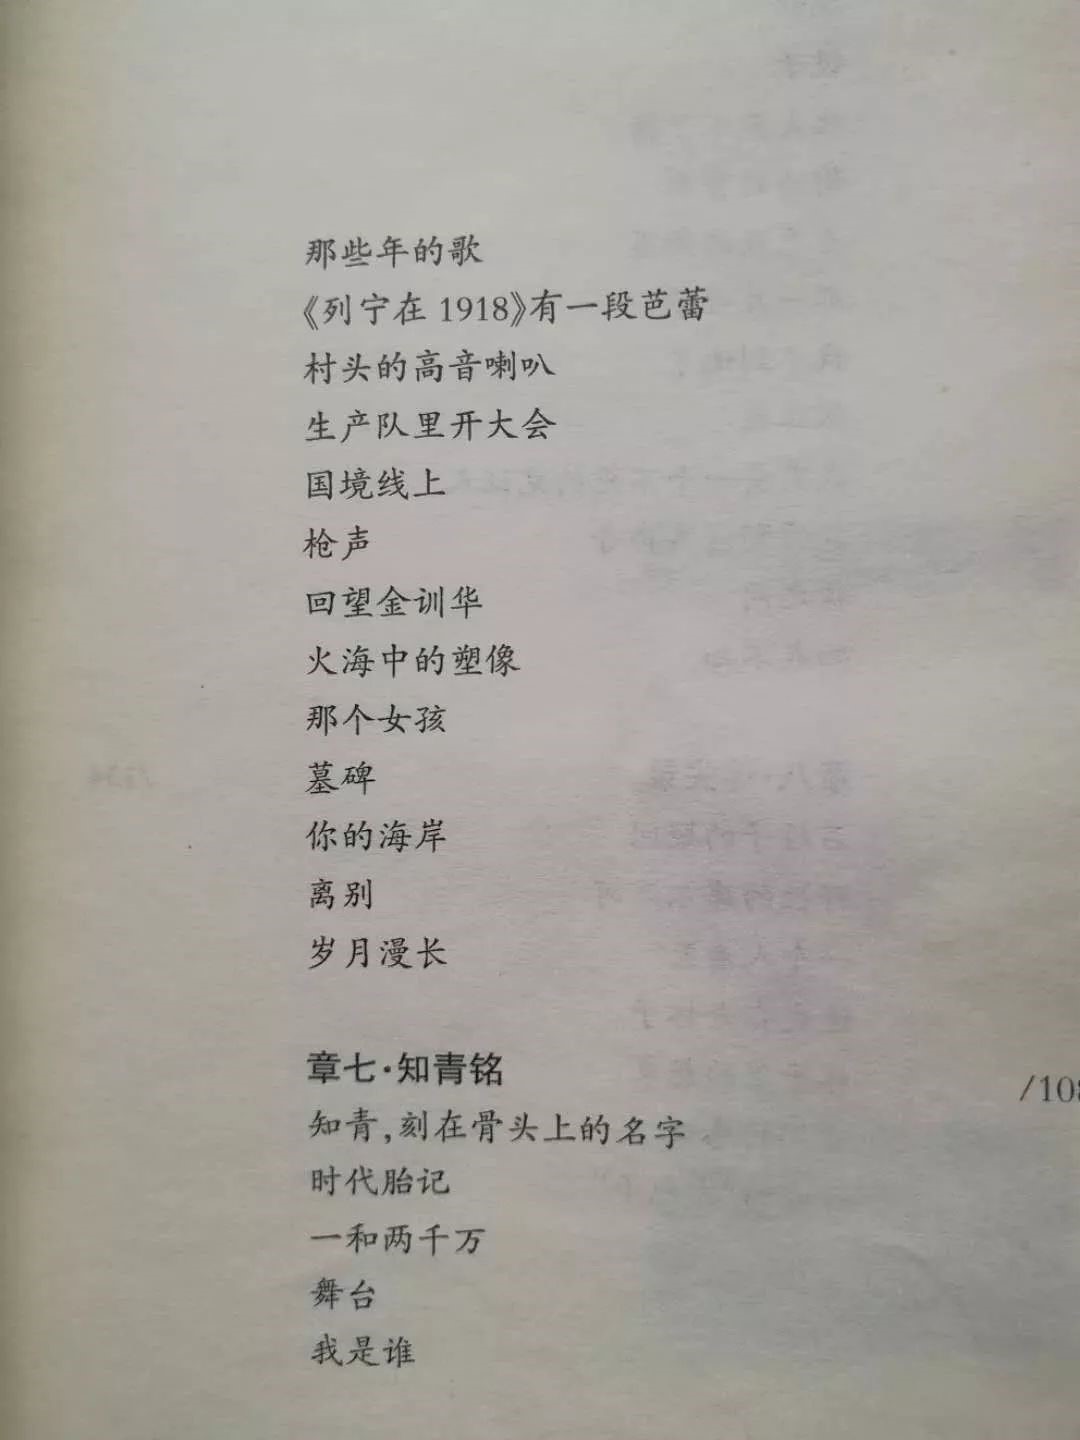 那些年的歌
《列宁在 1918》有一段芭蕾
村头的高音喇叭
生产队里开大会
国境线上
枪声
回望金训华
火海中的塑像
那个女孩
墓碑
你的海岸
离别
岁月漫长
章七·知青铭
/108
知青,刻在骨头上的名字
时代胎记
一和两千万
舞台
我是谁